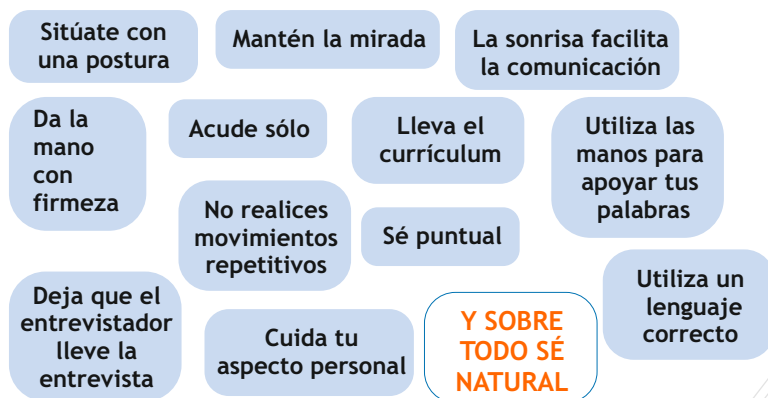 Sitúate con
una postura
Mantén la mirada
La sonrisa facilita
la comunicación
Da la
mano
con
firmeza
Acude sólo
Lleva el
currículum
Utiliza las
manos para
apoyar tus
palabras
No realices
movimientos
repetitivos
Sé puntual
Deja que el
entrevistador
lleve la
entrevista
Cuida tu
aspecto personal
Y SOBRE
TODO SÉ
NATURAL
Utiliza un
lenguaje
correcto